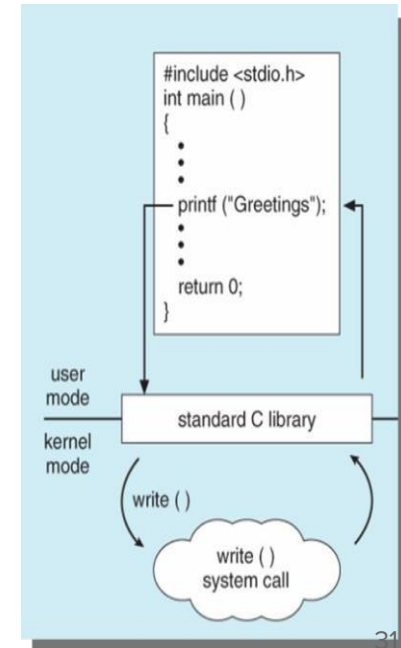 #include <stdio.h>
int main ( )
{
•
•
•
printf ("Greetings");
•
•
•
return 0;
}
user
mode
standard C library
kernel
mode
write ( )
write ( )
system call
31